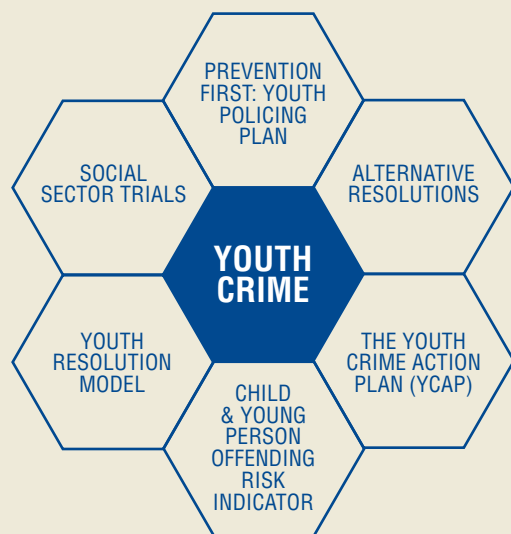 PREVENTION
FIRST: YOUTH
POLICING
PLAN
SOCIAL
SECTOR TRIALS
ALTERNATIVE
RESOLUTIONS
YOUTH
CRIME
YOUTH
RESOLUTION
MODEL
THE YOUTH
CRIME ACTION
PLAN (YCAP)
CHILD
& YOUNG
PERSON
OFFENDING
RISK
INDICATOR